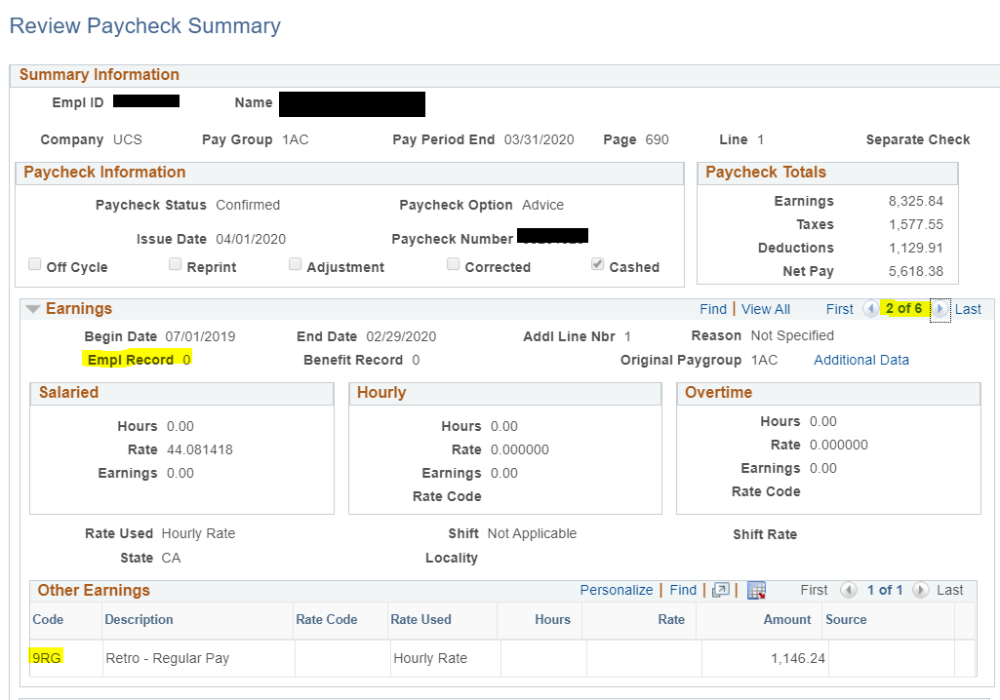 Review Paycheck Summary
Summary Information
Empl ID Name
Company UCS Pay Group 1AC Pay Period End 03/31/2020 Page 690 Line 1 Separate Check
Paycheck Information
Paycheck Status Confirmed Paycheck Option Advice
Issue Date 04/01/2020 Paycheck Number
Off Cycle Reprint Adjustment Corrected Cashed
Paycheck Totals
Earnings 8,325.84
Taxes 1,577.55
Deductions 1,129.91
Net Pay 5,618.38
Earnings Find | View All First 2 of 6 Last
Begin Date 07/01/2019 End Date 02/29/2020 Addl Line Nbr 1 Reason Not Specified
Empl Record 0 Benefit Record 0 Original Paygroup 1AC Additional Data
Salaried
Hours 0.00
Rate 44.081418
Earnings 0.00
Hourly
Hours 0.00
Rate 0.000000
Earnings 0.00
Rate Code
Overtime
Hours 0.00
Rate 0.000000
Earnings 0.00
Rate Code
Rate Used Hourly Rate Shift Not Applicable Shift Rate
State CA Locality
Other Earnings Personalize | Find | | First 1 of 1 Last
Code Description Rate Code Rate Used Hours Rate Amount Source
9RG Retro - Regular Pay Hourly Rate 1,146.24